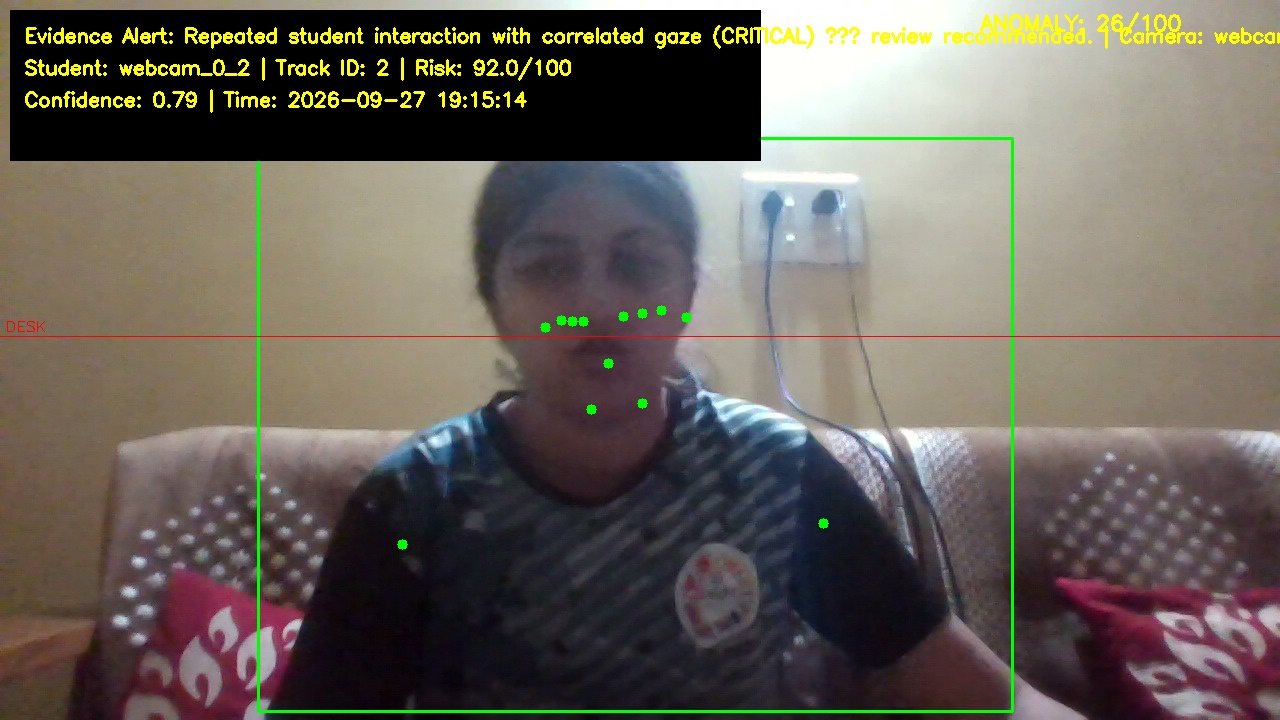 Evidence Alert: Repeated student interaction with correlated gaze (CRITICAL) ??? review recommended. | Camera: webcar
ANOMALY: 26/100
Student: webcam_0_2 | Track ID: 2 | Risk: 92.0/100
Confidence: 0.79 | Time: 2026-09-27 19:15:14
DESK